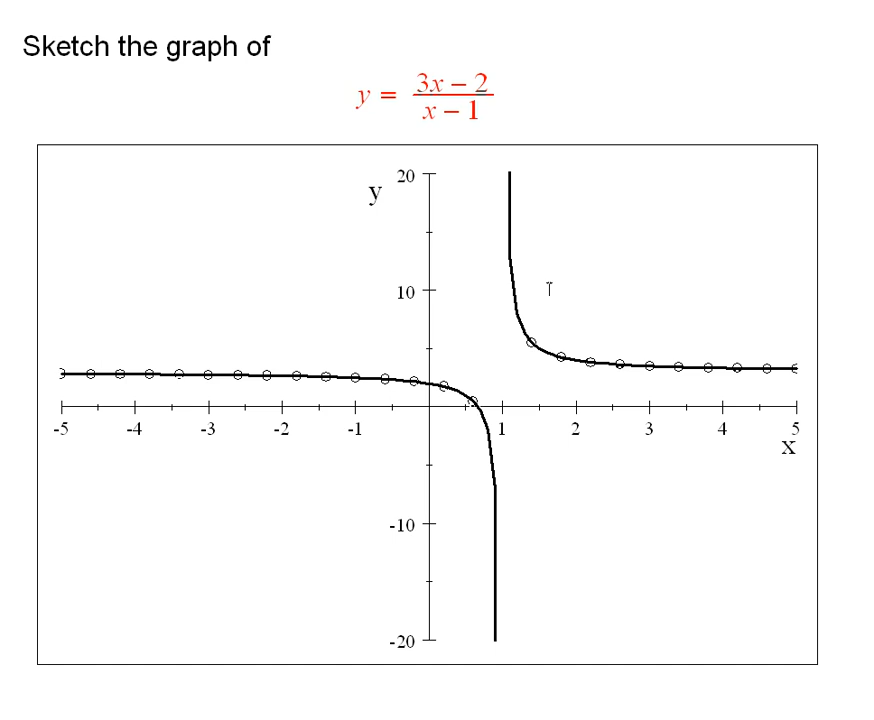 Sketch the graph of
y = \frac{3x - 2}{x - 1}
y
20
10
-5 -4 -3 -2 -1 1 2 3 4 5
x
-10
-20